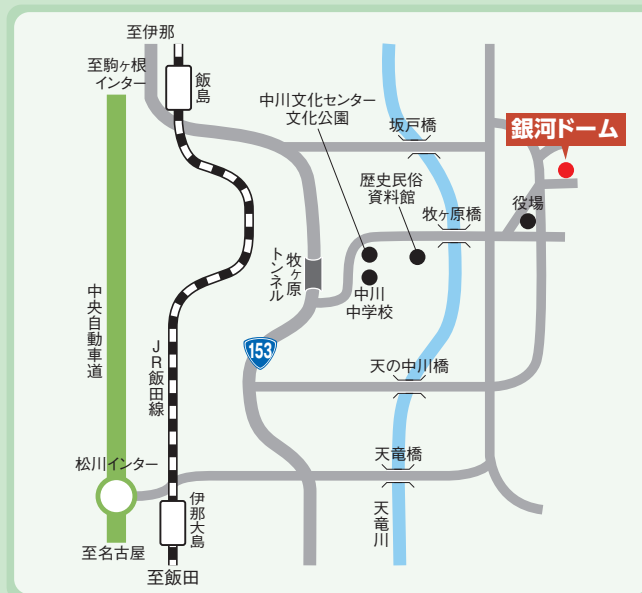 至伊那
至駒ヶ根
インター
飯島
中川文化センター
文化公園
坂戸橋
銀河ドーム
歴史民俗
資料館
役場
牧ヶ原橋
牧ヶ原
トンネル
中川
中学校
中央自動車道
JR飯田線
153
天の中川橋
松川インター
天竜橋
伊那大島
天竜川
至名古屋
至飯田